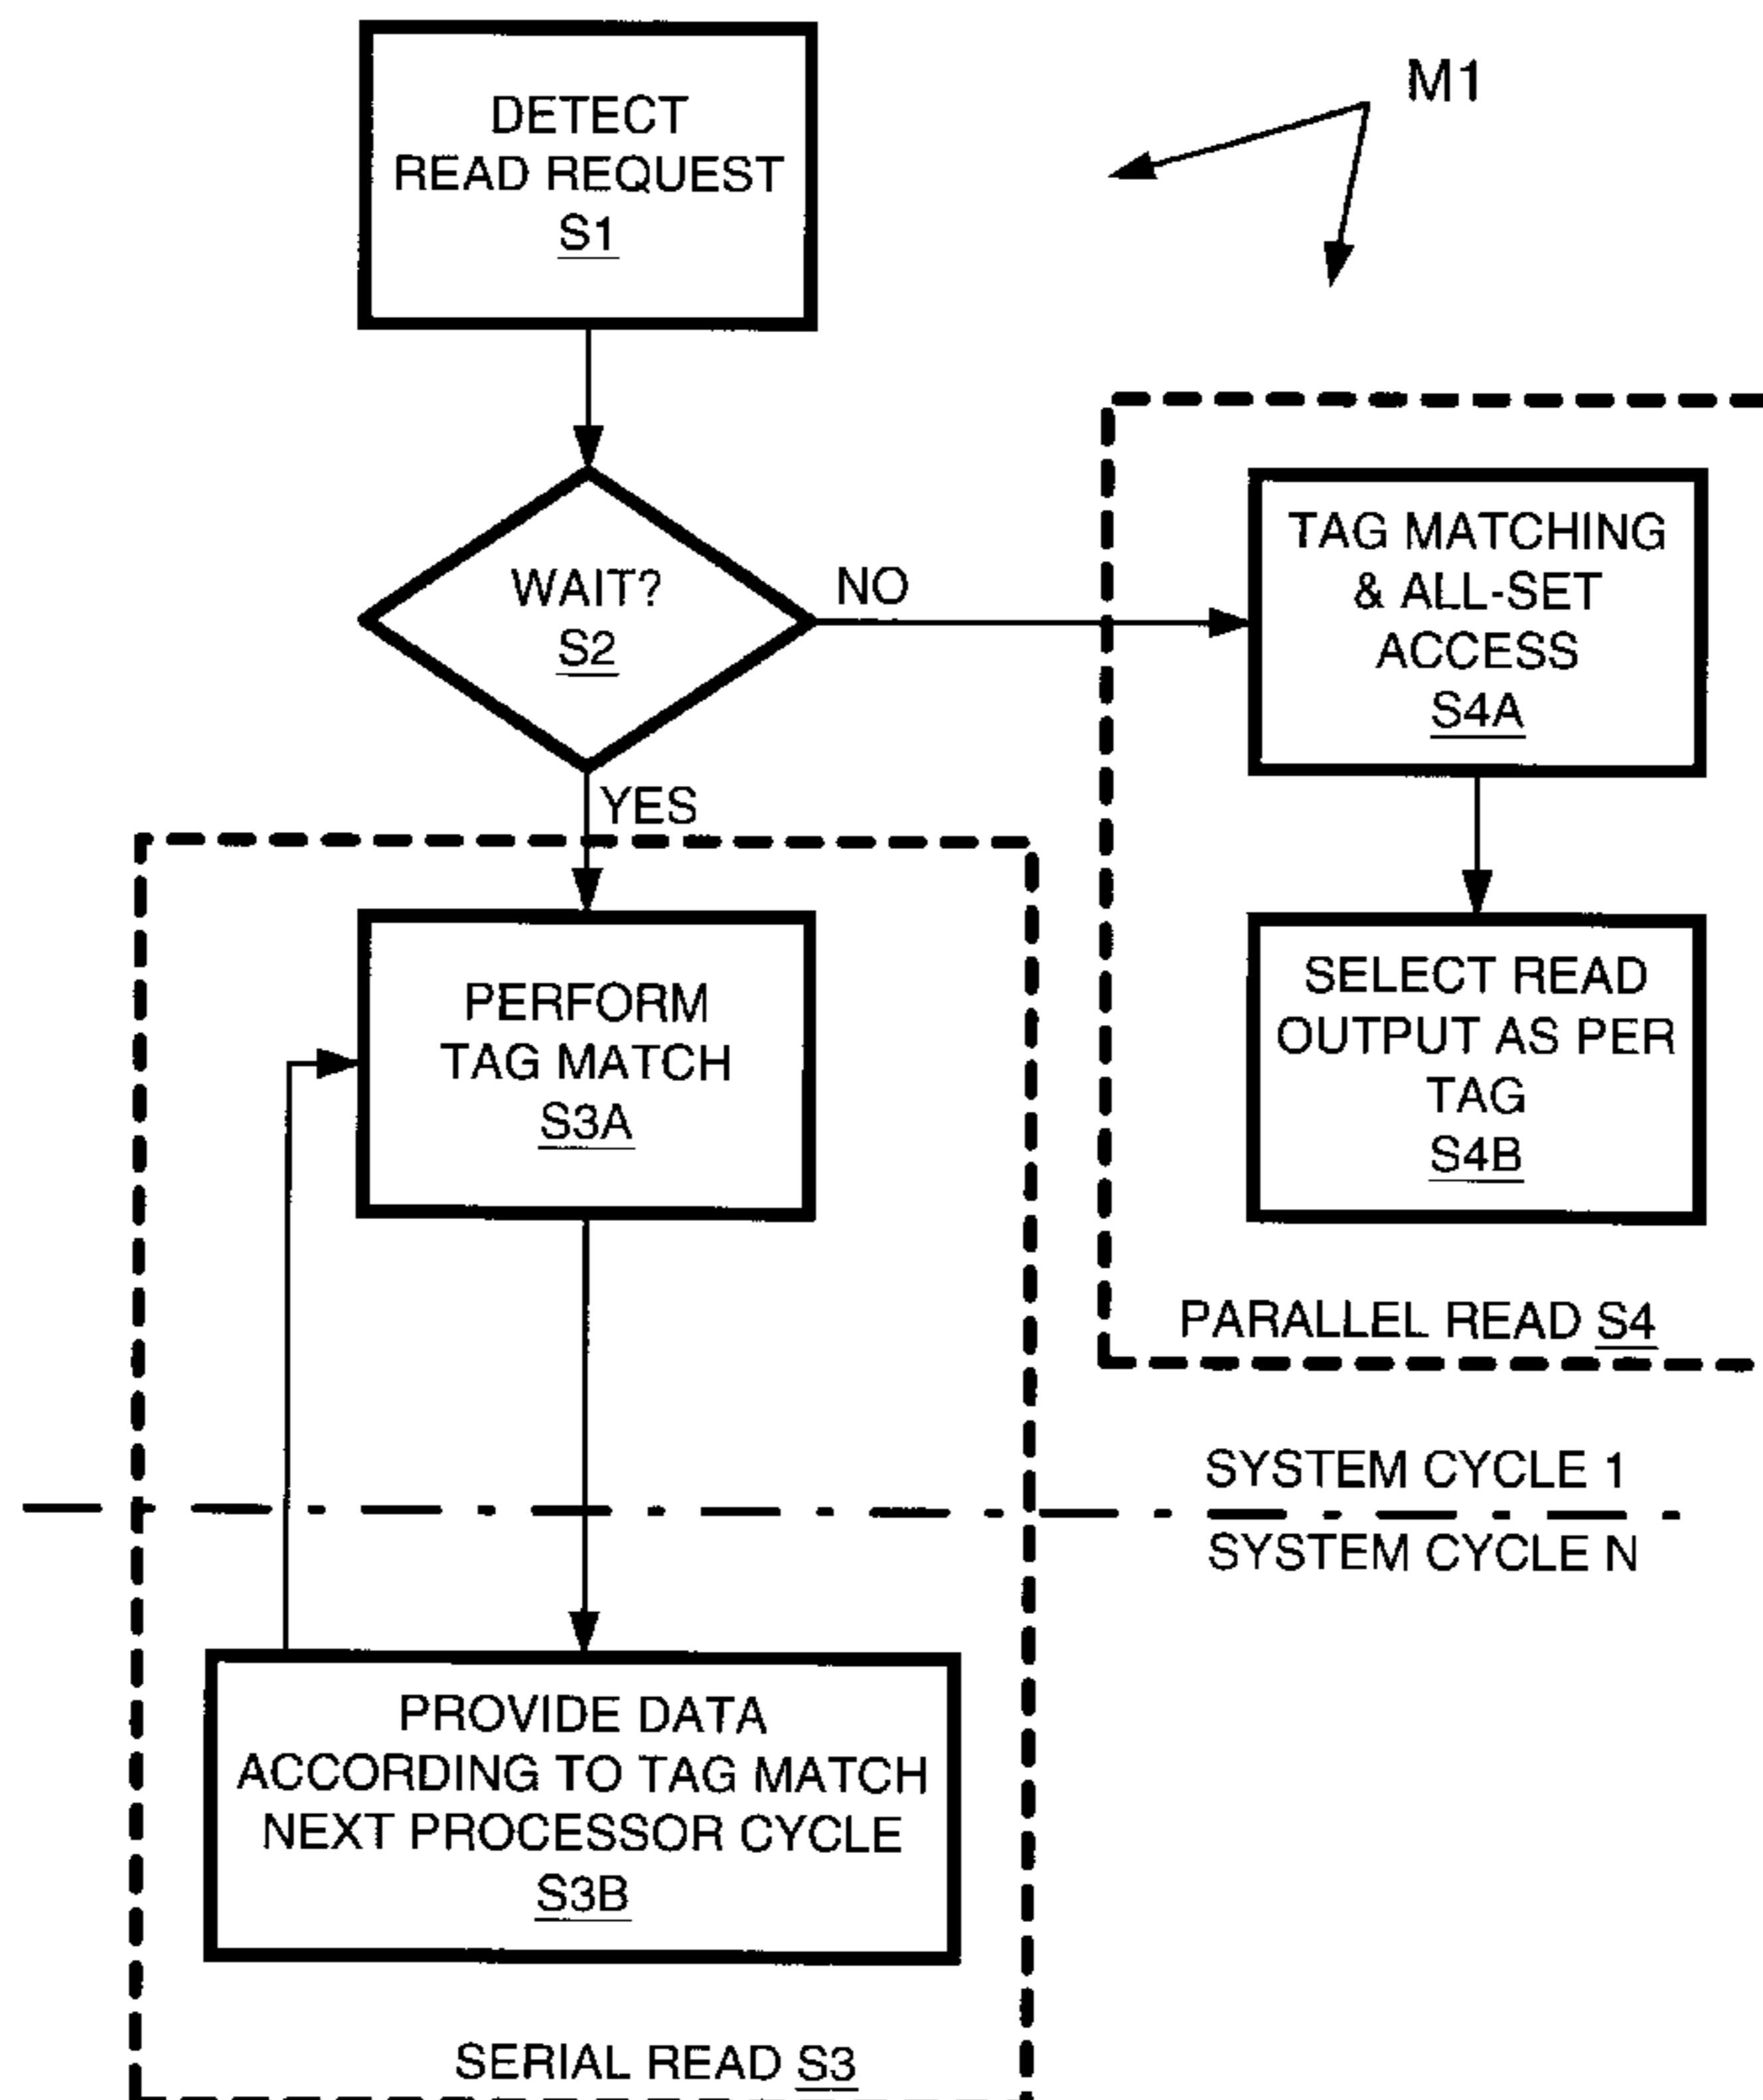 DETECT
READ REQUEST
S1
M1
WAIT?
S2
NO
YES
TAG MATCHING
& ALL-SET
ACCESS
S4A
SELECT READ
OUTPUT AS PER
TAG
S4B
PARALLEL READ S4
PERFORM
TAG MATCH
S3A
SYSTEM CYCLE 1
SYSTEM CYCLE N
PROVIDE DATA
ACCORDING TO TAG MATCH
NEXT PROCESSOR CYCLE
S3B
SERIAL READ S3